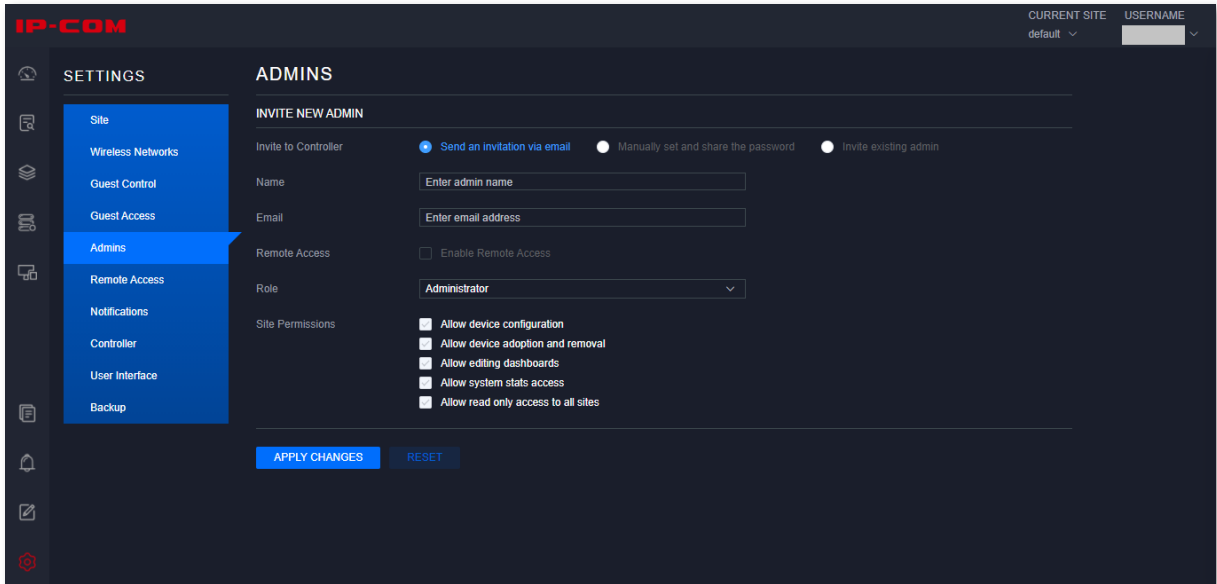 IP-COM
CURRENT SITE
default
USERNAME
SETTINGS
Site
Wireless Networks
Guest Control
Guest Access
Admins
Remote Access
Notifications
Controller
User Interface
Backup
ADMINS
INVITE NEW ADMIN
Invite to Controller
Send an invitation via email
Manually set and share the password
Invite existing admin
Name
Enter admin name
Email
Enter email address
Remote Access
Enable Remote Access
Role
Administrator
Site Permissions
Allow device configuration
Allow device adoption and removal
Allow editing dashboards
Allow system stats access
Allow read only access to all sites
APPLY CHANGES
RESET